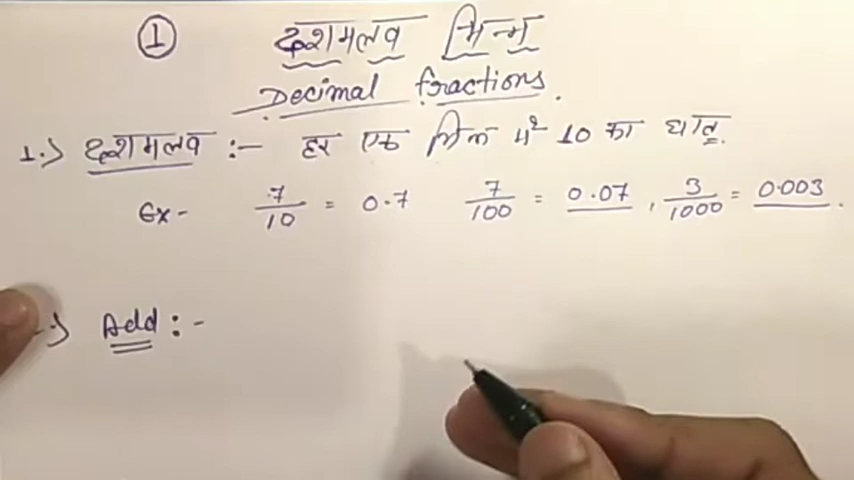 ① दशमलव भिन्न
Decimal fractions.
1.) दशमलव :- हर एक भिन्न में 10 का घात.
Ex- 7/10 = 0.7 7/100 = 0.07, 3/1000 = 0.003.
Add :-